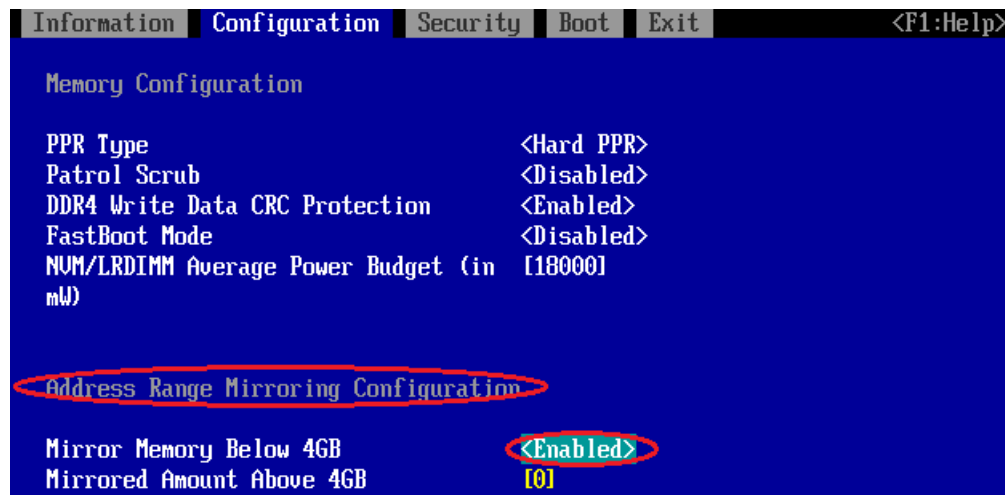 Information Configuration Security Boot Exit <F1:Help>
Memory Configuration
PPR Type <Hard PPR>
Patrol Scrub <Disabled>
DDR4 Write Data CRC Protection <Enabled>
FastBoot Mode <Disabled>
NVM/LRDIMM Average Power Budget (in [18000]
mW)
Address Range Mirroring Configuration
Mirror Memory Below 4GB <Enabled>
Mirrored Amount Above 4GB [0]